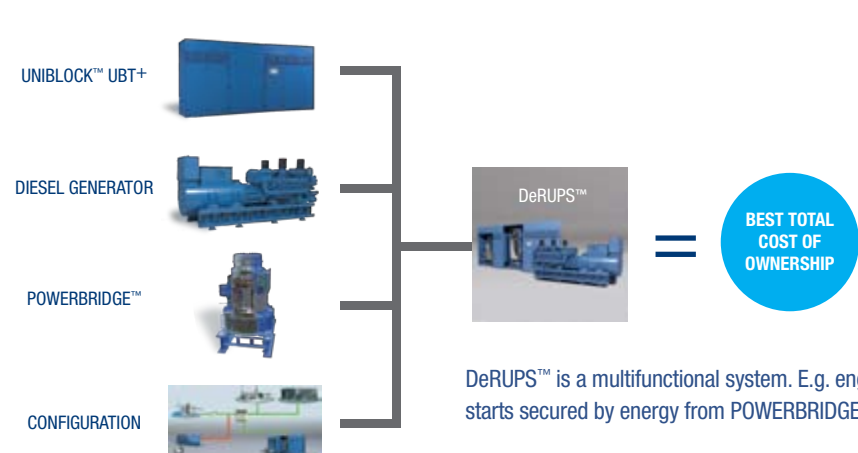 UNIBLOCK™ UBT+
DIESEL GENERATOR
POWERBRIDGE™
CONFIGURATION
DeRUPS™
=
BEST TOTAL
COST OF
OWNERSHIP
DeRUPS™ is a multifunctional system. E.g.
starts secured by energy from POWERBRIDGE